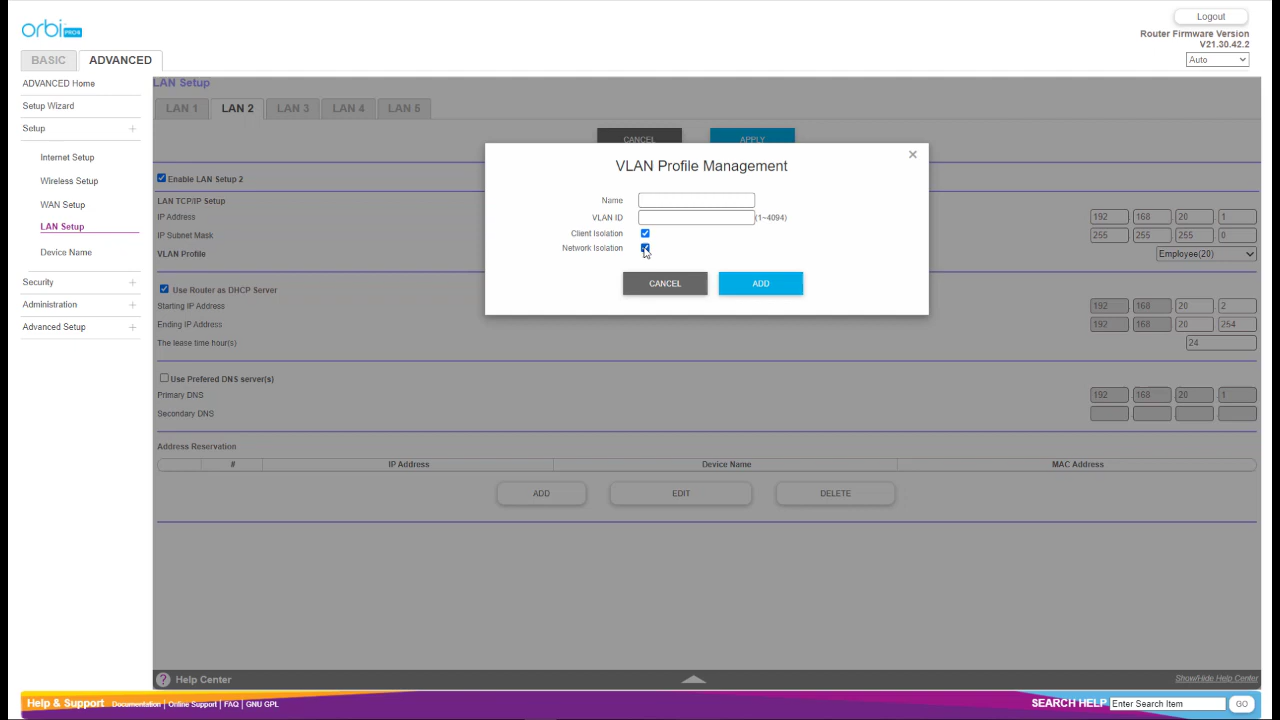 orbi PRO6
Logout
Router Firmware Version
V21.30.42.2
Auto
BASIC
ADVANCED
ADVANCED Home
Setup Wizard
Setup
Internet Setup
Wireless Setup
WAN Setup
LAN Setup
Device Name
Security
Administration
Advanced Setup
LAN Setup
LAN 1
LAN 2
LAN 3
LAN 4
LAN 5
CANCEL
APPLY
Enable LAN Setup 2
LAN TCP/IP Setup
IP Address
192
168
20
1
IP Subnet Mask
255
255
255
0
VLAN Profile
Employee(20)
Use Router as DHCP Server
Starting IP Address
192
168
20
2
Ending IP Address
192
168
20
254
The lease time hour(s)
24
Use Prefered DNS server(s)
Primary DNS
192
168
20
1
Secondary DNS
Address Reservation
#
IP Address
Device Name
MAC Address
ADD
EDIT
DELETE
VLAN Profile Management
×
Name
VLAN ID
(1~4094)
Client Isolation
Network Isolation
CANCEL
ADD
? Help Center
Show/Hide Help Center
Help & Support
Documentation | Online Support | FAQ | GNU GPL
SEARCH HELP
Enter Search Item
GO